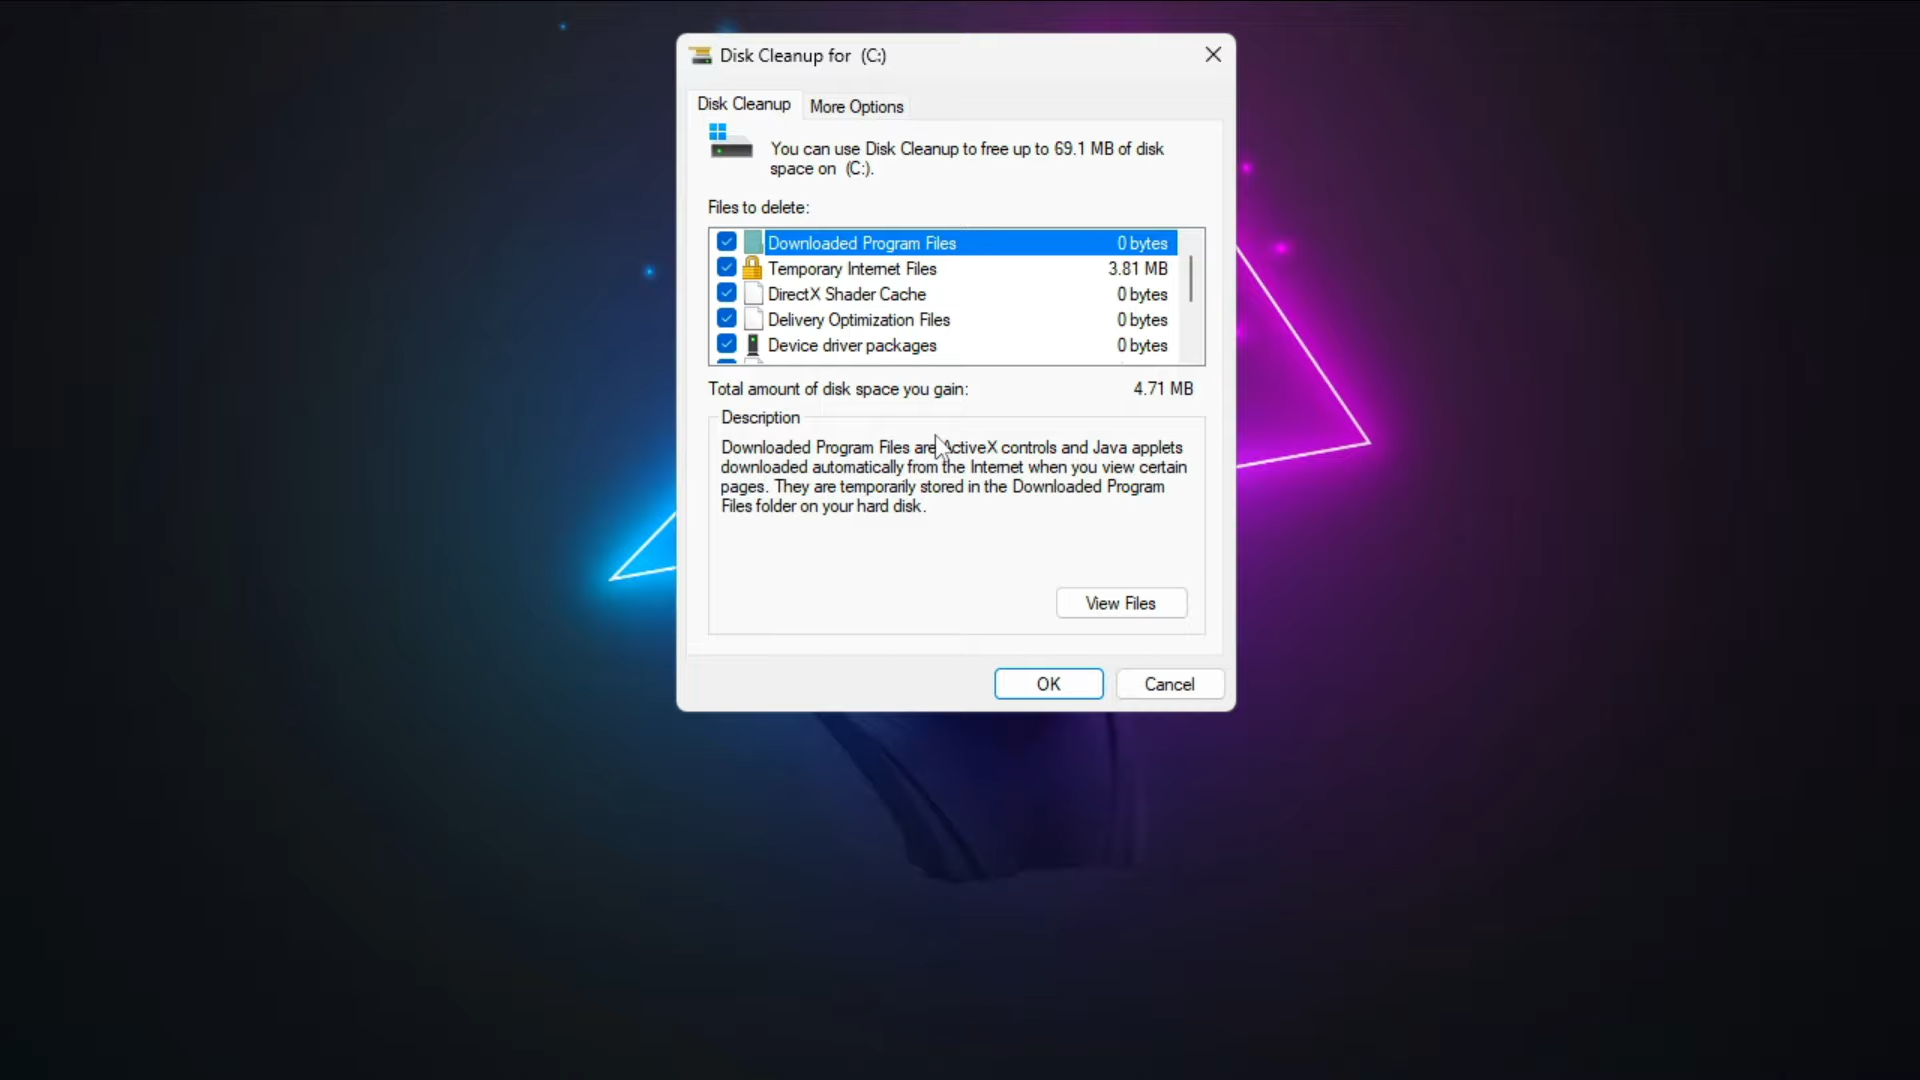 Disk Cleanup for (C:)
Disk Cleanup
More Options
You can use Disk Cleanup to free up to 69.1 MB of disk
space on (C:).
Files to delete:
Downloaded Program Files 0 bytes
Temporary Internet Files 3.81 MB
DirectX Shader Cache 0 bytes
Delivery Optimization Files 0 bytes
Device driver packages 0 bytes
Total amount of disk space you gain: 4.71 MB
Description
Downloaded Program Files are ActiveX controls and Java applets
downloaded automatically from the Internet when you view certain
pages. They are temporarily stored in the Downloaded Program
Files folder on your hard disk.
View Files
OK
Cancel